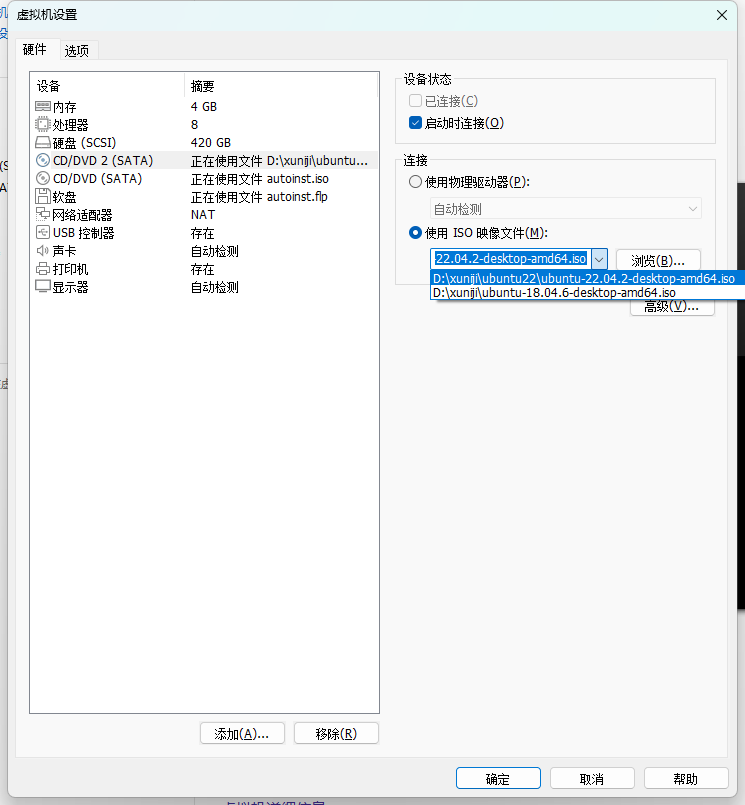 虚拟机设置
硬件 选项
设备 摘要
内存 4 GB
处理器 8
硬盘 (SCSI) 420 GB
CD/DVD 2 (SATA) 正在使用文件 D:\xuniji\ubuntu...
CD/DVD (SATA) 正在使用文件 autoinst.iso
软盘 正在使用文件 autoinst.flp
网络适配器 NAT
USB 控制器 存在
声卡 自动检测
打印机 存在
显示器 自动检测
添加(A)... 移除(R)
设备状态
已连接(C)
启动时连接(O)
连接
使用物理驱动器(P):
自动检测
使用 ISO 映像文件(M):
22.04.2-desktop-amd64.iso 浏览(B)...
D:\xuniji\ubuntu22\ubuntu-22.04.2-desktop-amd64.iso
D:\xuniji\ubuntu-18.04.6-desktop-amd64.iso
高级(V)...
确定 取消 帮助